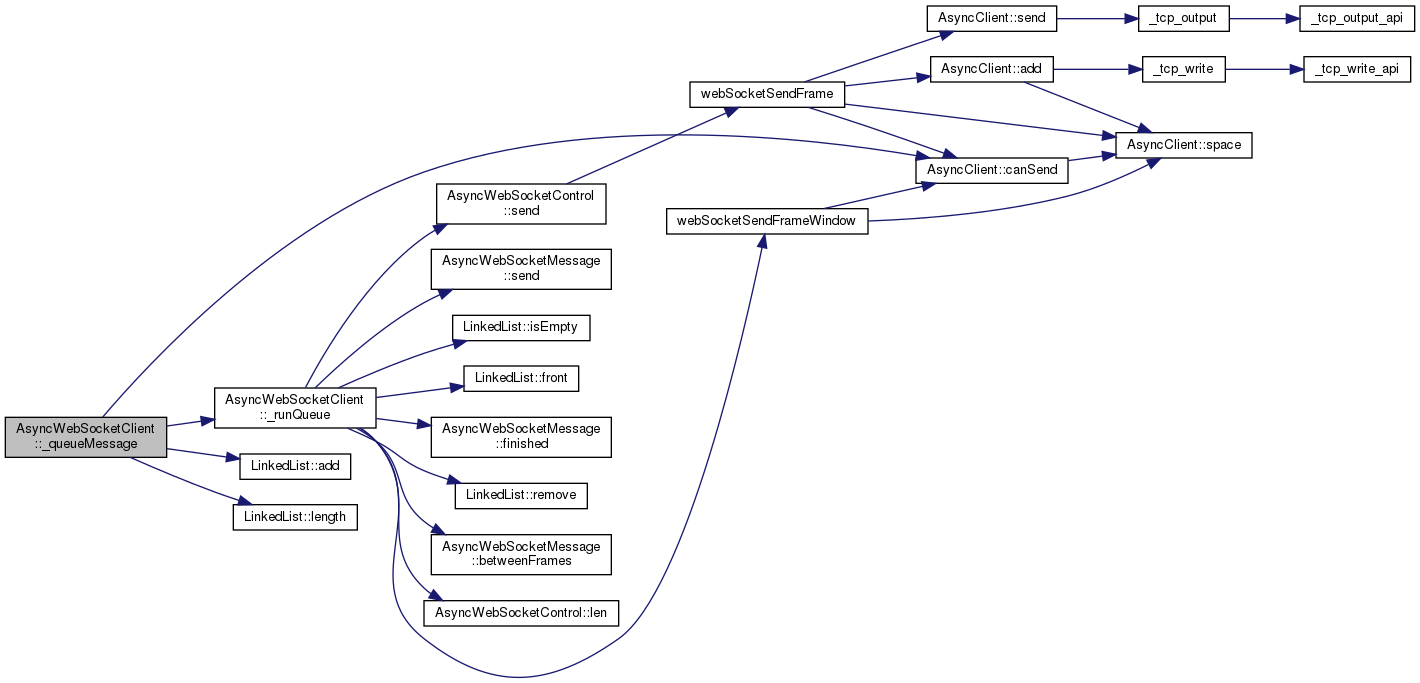 AsyncWebSocketClient
::_queueMessage
AsyncWebSocketClient
::_runQueue
LinkedList::add
LinkedList::length
AsyncWebSocketControl
::send
AsyncWebSocketMessage
::send
LinkedList::isEmpty
LinkedList::front
AsyncWebSocketMessage
::finished
LinkedList::remove
AsyncWebSocketMessage
::betweenFrames
AsyncWebSocketControl::len
webSocketSendFrame
webSocketSendFrameWindow
AsyncClient::send
AsyncClient::add
AsyncClient::canSend
_tcp_output
_tcp_write
AsyncClient::space
_tcp_output_api
_tcp_write_api